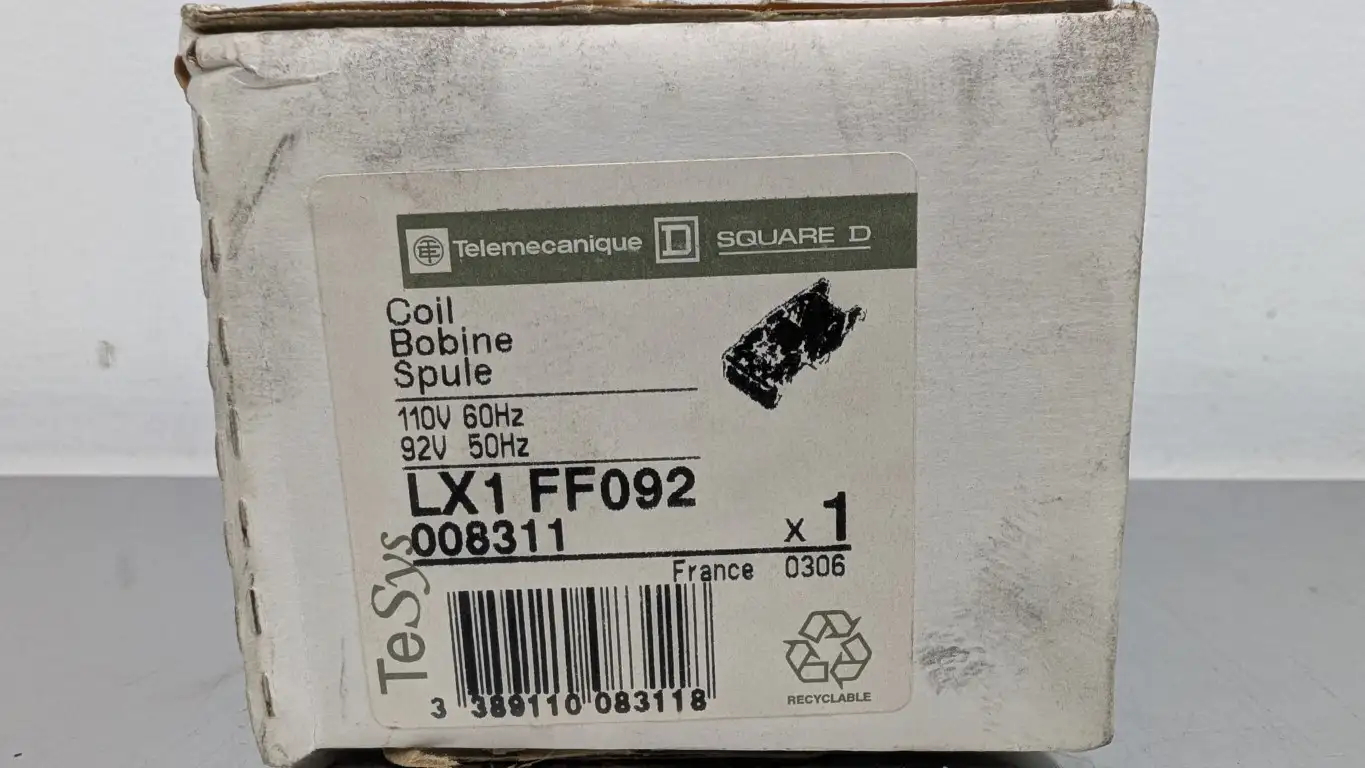 Telemecanique D SQUARE D
Coil
Bobine
Spule
110V 60Hz
92V 50Hz
LX1 FF092
008311
x 1
France 0306
TeSys
3 389110 083118
RECYCLABLE